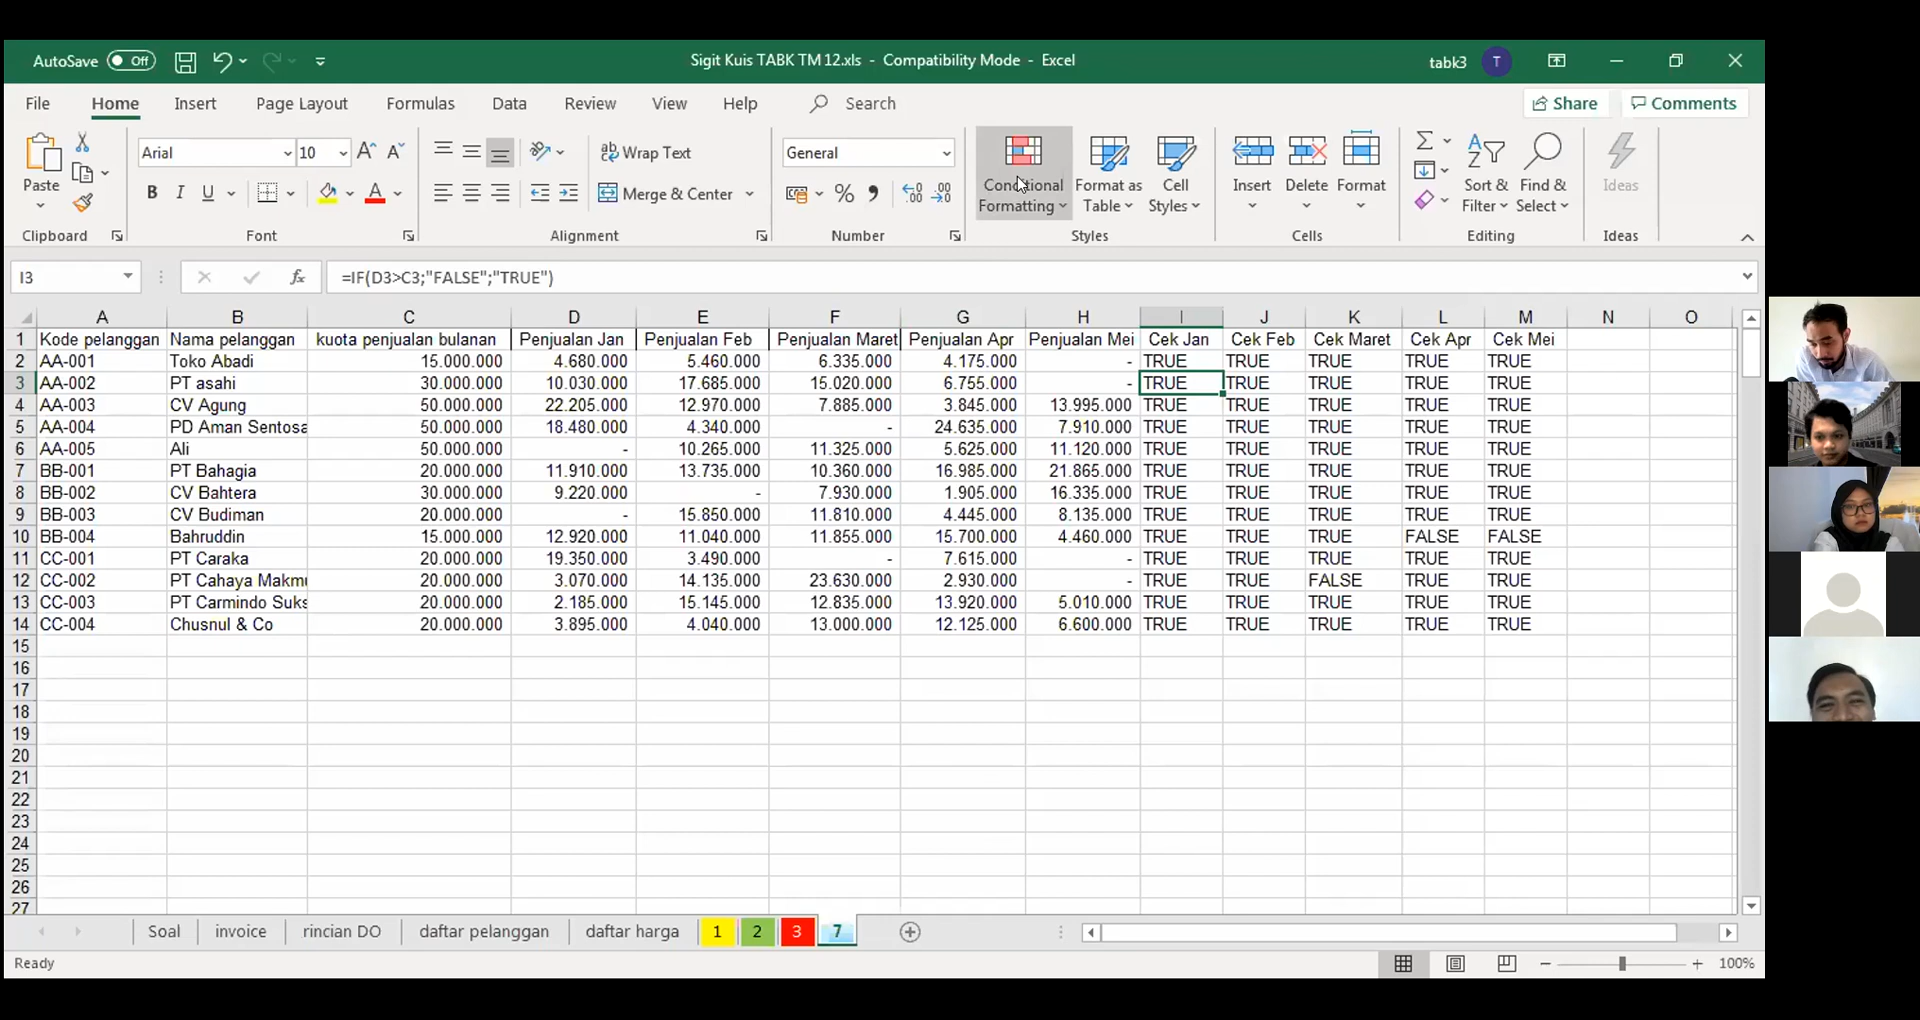 AutoSave Off Sigit Kuis TABK TM 12.xls - Compatibility Mode - Excel tabk3 T
File Home Insert Page Layout Formulas Data Review View Help Search Share Comments
Paste Arial 10 A A B I U A Wrap Text Merge & Center General % Conditional Formatting Format as Table Cell Styles Insert Delete Format Sort & Filter Find & Select Ideas
Clipboard Font Alignment Number Styles Cells Editing Ideas
I3 fx =IF(D3>C3;"FALSE";"TRUE")
A B C D E F G H I J K L M N O
1 Kode pelanggan Nama pelanggan kuota penjualan bulanan Penjualan Jan Penjualan Feb Penjualan Maret Penjualan Apr Penjualan Mei Cek Jan Cek Feb Cek Maret Cek Apr Cek Mei
2 AA-001 Toko Abadi 15.000.000 4.680.000 5.460.000 6.335.000 4.175.000 - TRUE TRUE TRUE TRUE TRUE
3 AA-002 PT asahi 30.000.000 10.030.000 17.685.000 15.020.000 6.755.000 - TRUE TRUE TRUE TRUE TRUE
4 AA-003 CV Agung 50.000.000 22.205.000 12.970.000 7.885.000 3.845.000 13.995.000 TRUE TRUE TRUE TRUE TRUE
5 AA-004 PD Aman Sentosa 50.000.000 18.480.000 4.340.000 - 24.635.000 7.910.000 TRUE TRUE TRUE TRUE TRUE
6 AA-005 Ali 50.000.000 - 10.265.000 11.325.000 5.625.000 11.120.000 TRUE TRUE TRUE TRUE TRUE
7 BB-001 PT Bahagia 20.000.000 11.910.000 13.735.000 10.360.000 16.985.000 21.865.000 TRUE TRUE TRUE TRUE TRUE
8 BB-002 CV Bahtera 30.000.000 9.220.000 - 7.930.000 1.905.000 16.335.000 TRUE TRUE TRUE TRUE TRUE
9 BB-003 CV Budiman 20.000.000 - 15.850.000 11.810.000 4.445.000 8.135.000 TRUE TRUE TRUE TRUE TRUE
10 BB-004 Bahruddin 15.000.000 12.920.000 11.040.000 11.855.000 15.700.000 4.460.000 TRUE TRUE TRUE FALSE FALSE
11 CC-001 PT Caraka 20.000.000 19.350.000 3.490.000 - 7.615.000 - TRUE TRUE TRUE TRUE TRUE
12 CC-002 PT Cahaya Makmu 20.000.000 3.070.000 14.135.000 23.630.000 2.930.000 - TRUE TRUE FALSE TRUE TRUE
13 CC-003 PT Carmindo Suks 20.000.000 2.185.000 15.145.000 12.835.000 13.920.000 5.010.000 TRUE TRUE TRUE TRUE TRUE
14 CC-004 Chusnul & Co 20.000.000 3.895.000 4.040.000 13.000.000 12.125.000 6.600.000 TRUE TRUE TRUE TRUE TRUE
15
16
17
18
19
20
21
22
23
24
25
26
27
Soal invoice rincian DO daftar pelanggan daftar harga 1 2 3 7
Ready 100%